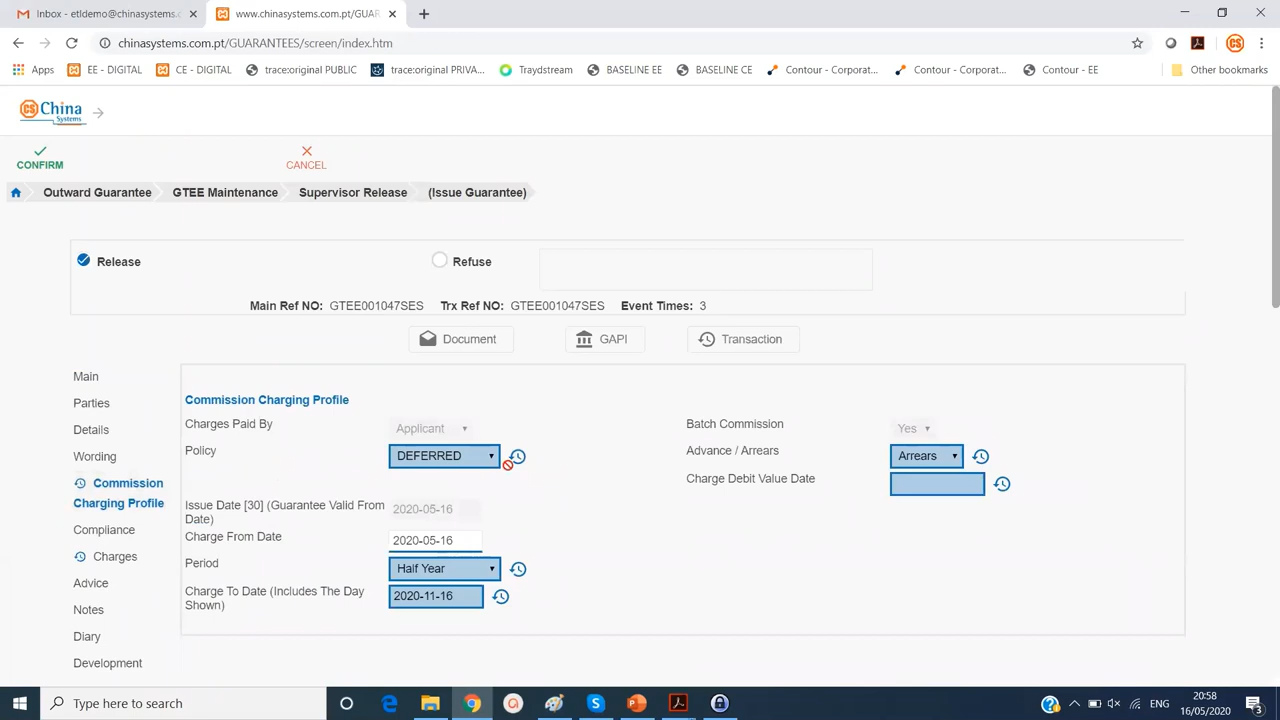 Inbox - etldemo@chinasystems.c
www.chinasystems.com.pt/GUAR
chinasystems.com.pt/GUARANTEES/screen/index.htm
Apps
EE - DIGITAL
CE - DIGITAL
trace:original PUBLIC
trace:original PRIVA...
Traydstream
BASELINE EE
BASELINE CE
Contour - Corporat...
Contour - Corporat...
Contour - EE
Other bookmarks
CS China
Systems
CONFIRM
CANCEL
Outward Guarantee
GTEE Maintenance
Supervisor Release
(Issue Guarantee)
Release
Refuse
Main Ref NO: GTEE001047SES Trx Ref NO: GTEE001047SES Event Times: 3
Document
GAPI
Transaction
Main
Parties
Details
Wording
Commission
Charging Profile
Compliance
Charges
Advice
Notes
Diary
Development
Commission Charging Profile
Charges Paid By Applicant
Batch Commission Yes
Policy DEFERRED
Advance / Arrears Arrears
Charge Debit Value Date
Issue Date [30] (Guarantee Valid From
Date) 2020-05-16
Charge From Date 2020-05-16
Period Half Year
Charge To Date (Includes The Day
Shown) 2020-11-16
Type here to search
ENG
20:58
16/05/2020
3